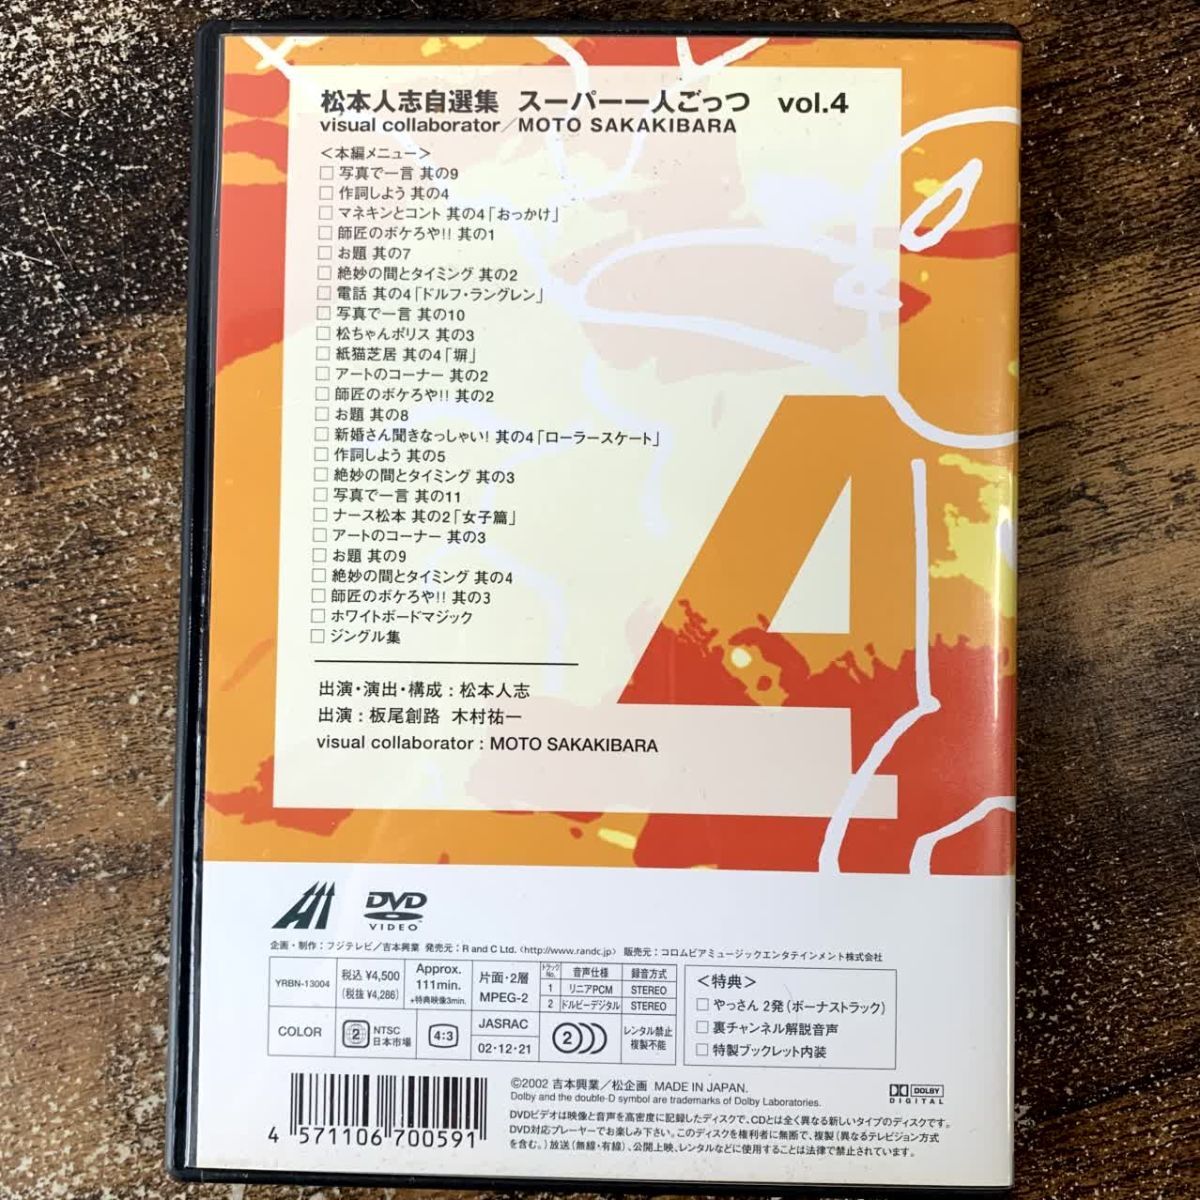 松本人志自選集 スーパー一人ごっつ vol.4
visual collaborator／MOTO SAKAKIBARA
＜本編メニュー＞
□ 写真で一言 其の9
□ 作詞しよう 其の4
□ マネキンとコント 其の4「おっかけ」
□ 師匠のボケろや!! 其の1
□ お題 其の7
□ 絶妙の間とタイミング 其の2
□ 電話 其の4「ドルフ・ラングレン」
□ 写真で一言 其の10
□ 松ちゃんポリス 其の3
□ 紙猫芝居 其の4「塀」
□ アートのコーナー 其の2
□ 師匠のボケろや!! 其の2
□ お題 其の8
□ 新婚さん聞きなっしゃい! 其の4「ローラースケート」
□ 作詞しよう 其の5
□ 絶妙の間とタイミング 其の3
□ 写真で一言 其の11
□ ナース松本 其の2「女子篇」
□ アートのコーナー 其の3
□ お題 其の9
□ 絶妙の間とタイミング 其の4
□ 師匠のボケろや!! 其の3
□ ホワイトボードマジック
□ ジングル集
出演・演出・構成：松本人志
出演：板尾創路 木村祐一
visual collaborator : MOTO SAKAKIBARA
4
DVD
VIDEO
企画・制作：フジテレビ／吉本興業 発売元：R and C Ltd.〈http://www.randc.jp〉 販売元：コロムビアミュージックエンタテインメント株式会社
YRBN-13004
税込 ¥4,500
(税抜 ¥4,286)
Approx.
111min.
+特典映像3min.
片面・2層
MPEG-2
トラックNo. 音声仕様 録音方式
1 リニアPCM STEREO
2 ドルビーデジタル STEREO
COLOR
2
NTSC
日本市場
4:3
JASRAC
02・12・21
2
レンタル禁止
複製不能
＜特典＞
□ やっさん 2発（ボーナストラック）
□ 裏チャンネル解説音声
□ 特製ブックレット内装
4 571106 700591
©2002 吉本興業／松企画 MADE IN JAPAN.
Dolby and the double-D symbol are trademarks of Dolby Laboratories.
DOLBY
DIGITAL
DVDビデオは映像と音声を高密度に記録したディスクで、CDとは全く異なる新しいタイプのディスクです。
DVD対応プレーヤーでお楽しみ下さい。このディスクを権利者に無断で、複製（異なるテレビジョン方式
を含む。）放送（無線・有線）、公開上映、レンタルなどに使用することは法律で禁止されています。